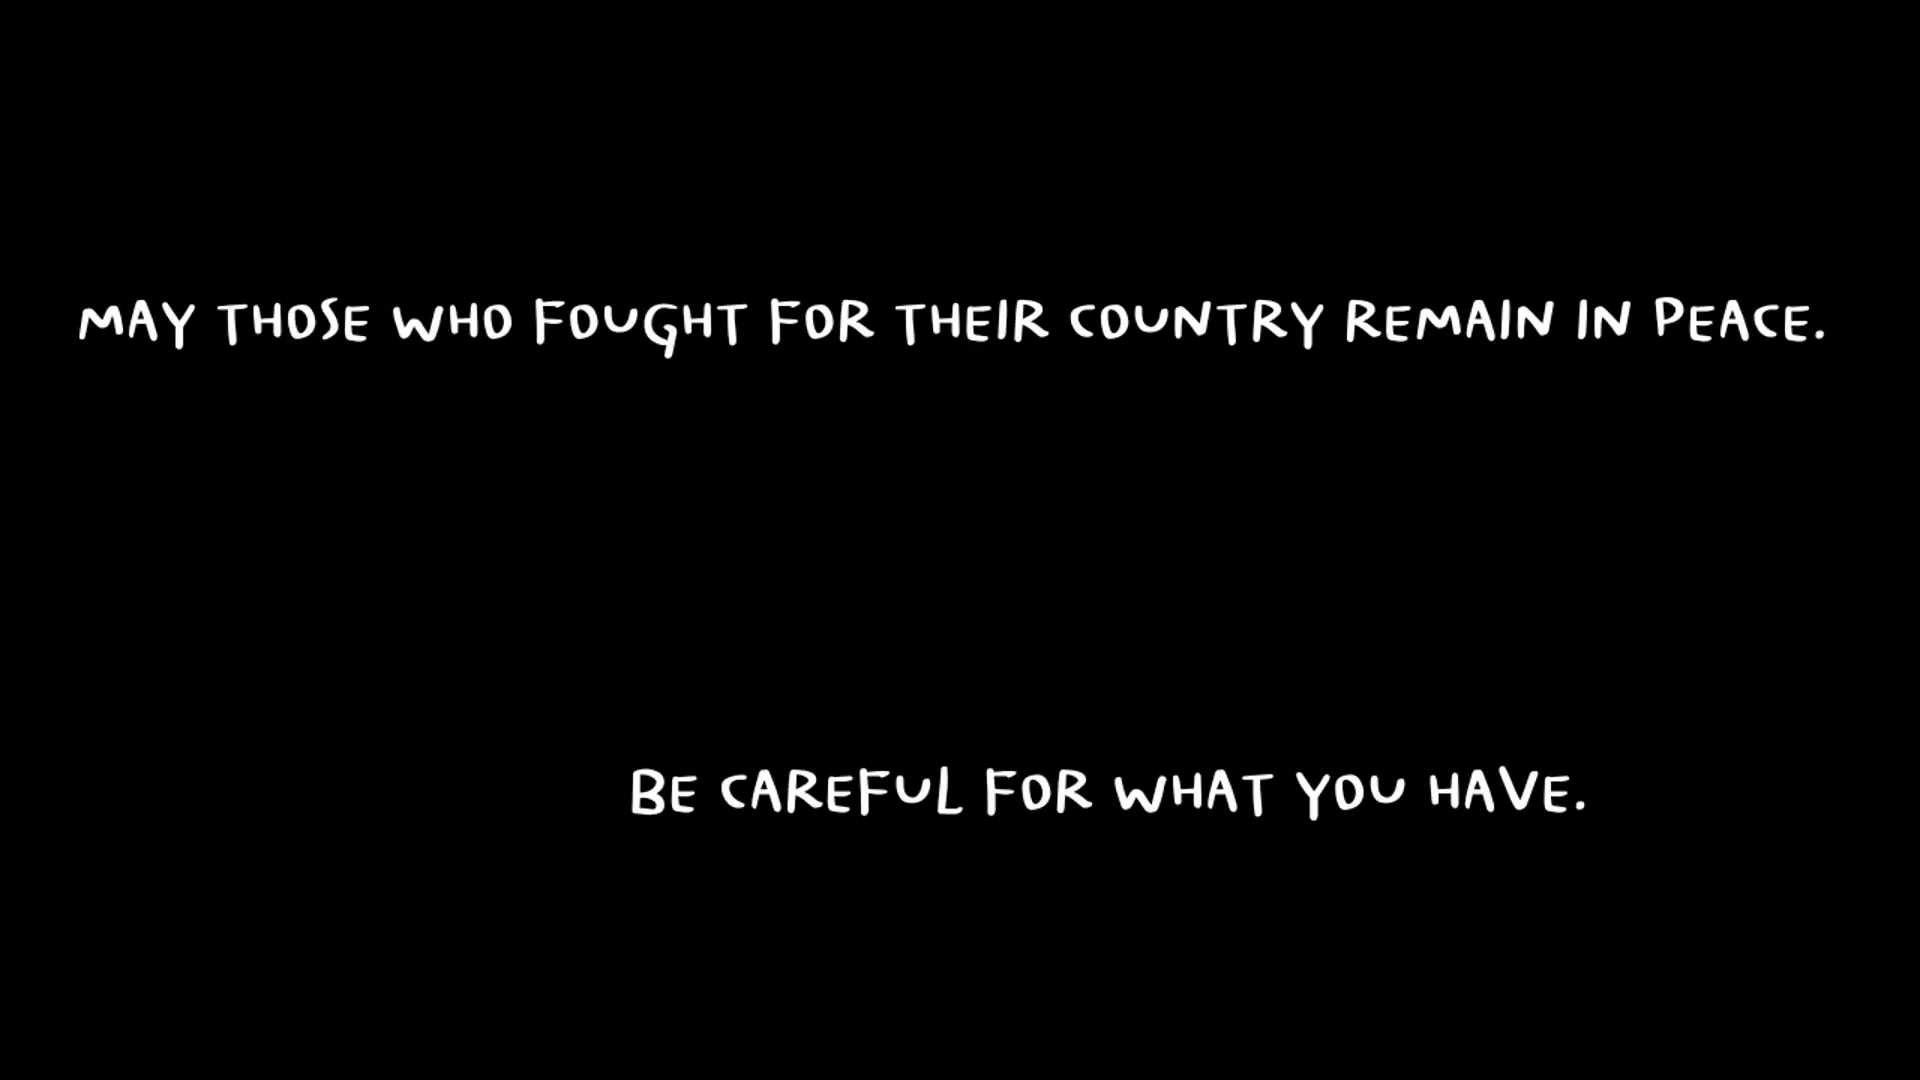 MAY THOSE WHO FOUGHT FOR THEIR COUNTRY REMAIN IN PEACE.
BE CAREFUL FOR WHAT YOU HAVE.